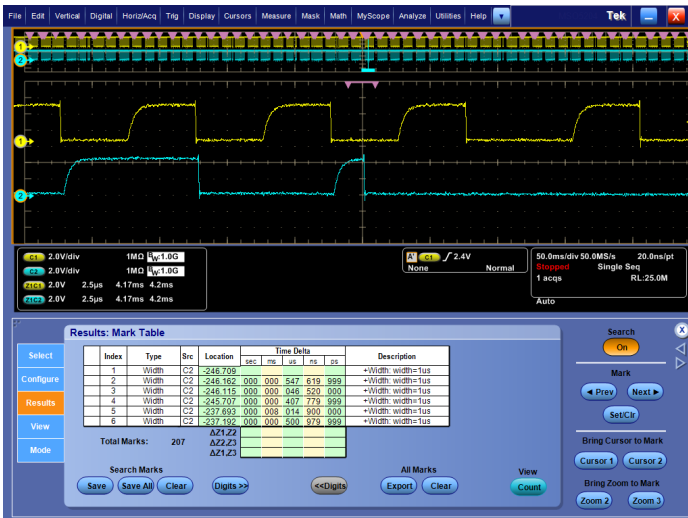 File Edit Vertical Digital Horiz/Acq Trig Display Cursors Measure Mask Math MyScope Analyze Utilities Help Tek X
1
2
1
2
C1 2.0V/div 1MΩ BW:1.0G
C2 2.0V/div 1MΩ BW:1.0G
Z1C1 2.0V 2.5µs 4.17ms 4.2ms
Z1C2 2.0V 2.5µs 4.17ms 4.2ms
A' C1 2.4V
None Normal
50.0ms/div 50.0MS/s 20.0ns/pt
Stopped Single Seq
1 acqs RL:25.0M
Auto
Results: Mark Table
Select
Configure
Results
View
Mode
Index Type Src Location Time Delta Description
sec ms us ns ps
1 Width C2 -246.709 +Width: width=1us
2 Width C2 -246.162 000 000 547 619 999 +Width: width=1us
3 Width C2 -246.115 000 000 046 520 000 +Width: width=1us
4 Width C2 -245.707 000 000 407 779 999 +Width: width=1us
5 Width C2 -237.693 000 008 014 900 000 +Width: width=1us
6 Width C2 -237.192 000 000 500 979 999 +Width: width=1us
Total Marks: 207
ΔZ1.Z2
ΔZ2.Z3
ΔZ1.Z3
Search Marks
Save Save All Clear Digits >> <<Digits
All Marks
Export Clear
View
Count
Search
On
Mark
Prev Next
Set/Clr
Bring Cursor to Mark
Cursor 1 Cursor 2
Bring Zoom to Mark
Zoom 2 Zoom 3
X